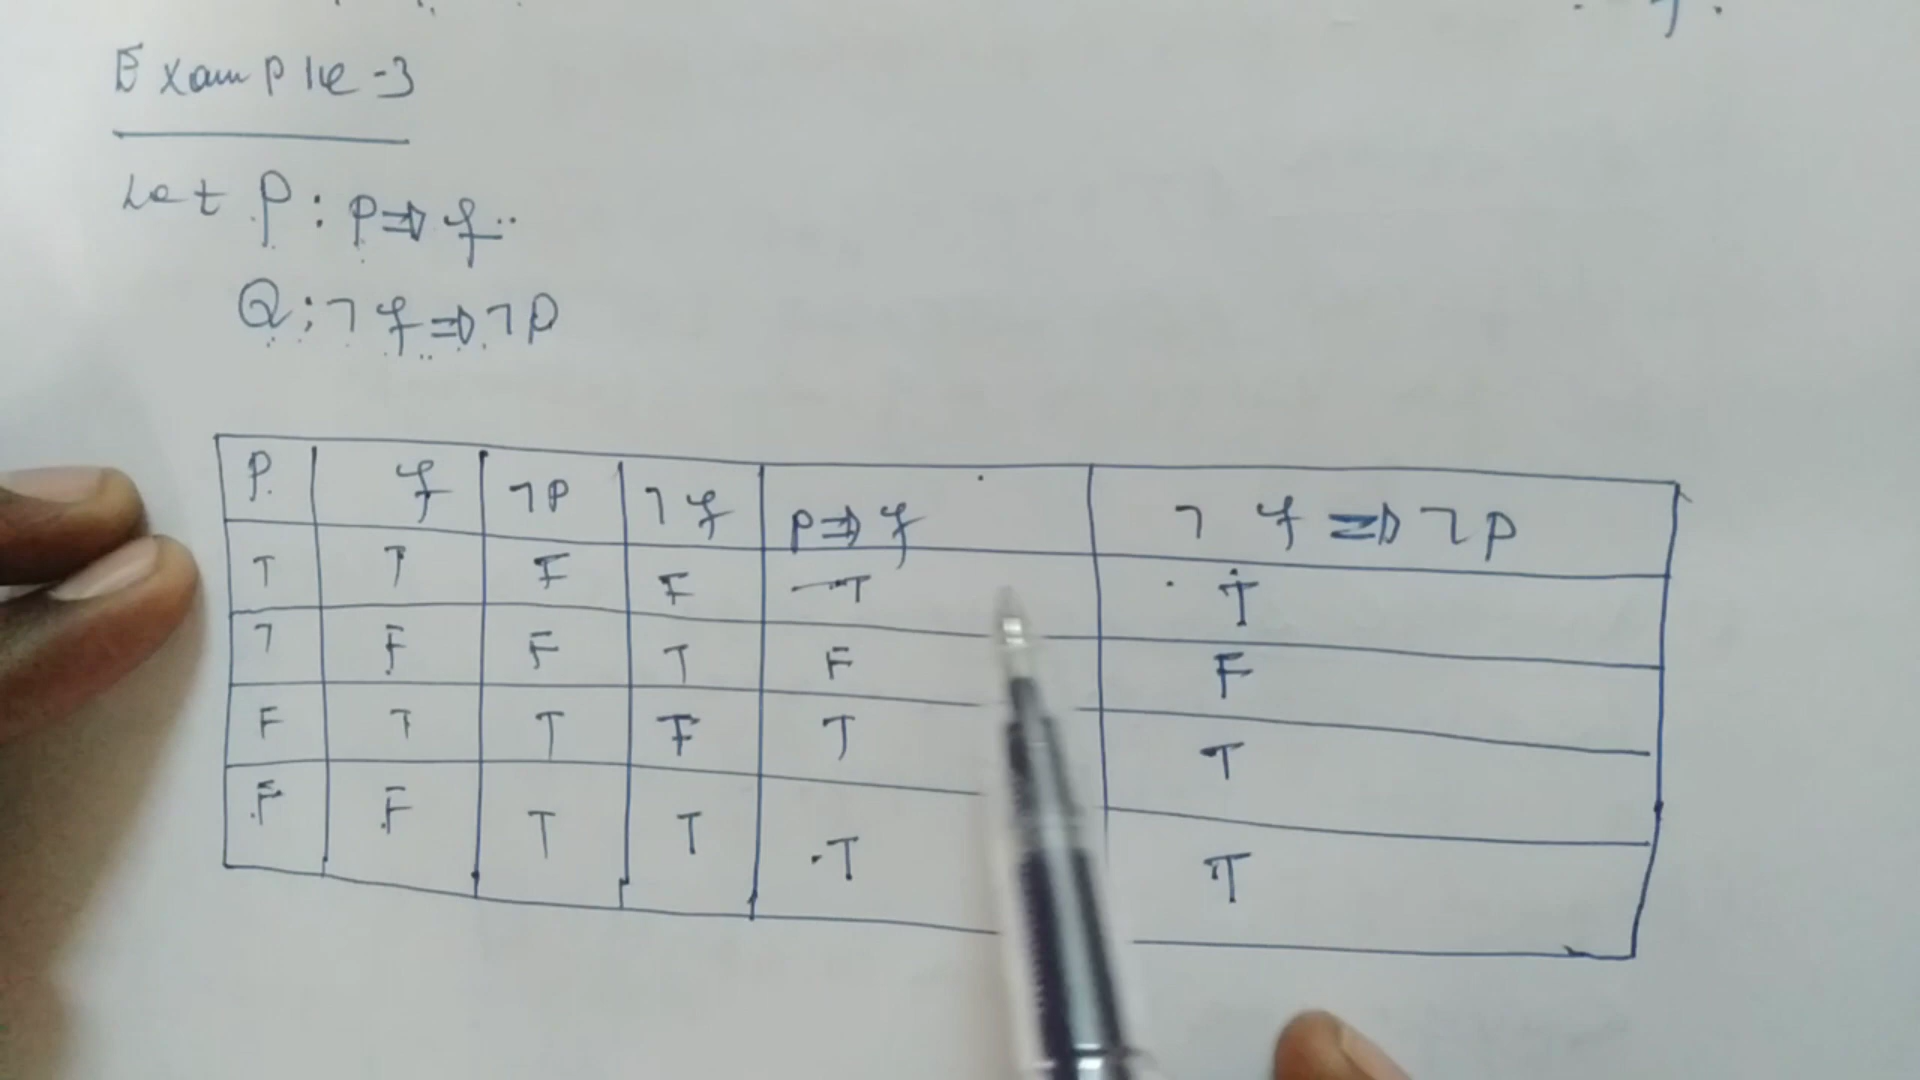 Example-3
Let P: p⇒q
Q: ¬q⇒¬p
P q ¬p ¬q p⇒q ¬q⇒¬p
T T F F T T
T F F T F F
F T T F T T
F F T T T T